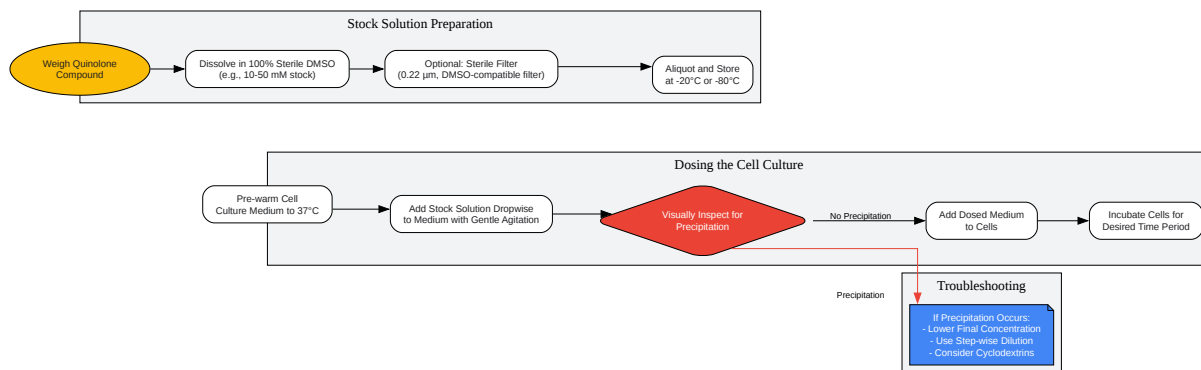 Stock Solution Preparation
Weigh Quinolone
Compound
Dissolve in 100% Sterile DMSO
(e.g., 10-50 mM stock)
Optional: Sterile Filter
(0.22 µm, DMSO-compatible filter)
Aliquot and Store
at -20°C or -80°C
Dosing the Cell Culture
Pre-warm Cell
Culture Medium to 37°C
Add Stock Solution Dropwise
to Medium with Gentle Agitation
Visually Inspect for
Precipitation
No Precipitation
Add Dosed Medium
to Cells
Incubate Cells for
Desired Time Period
Precipitation
Troubleshooting
If Precipitation Occurs:
- Lower Final Concentration
- Use Step-wise Dilution
- Consider Cyclodextrins